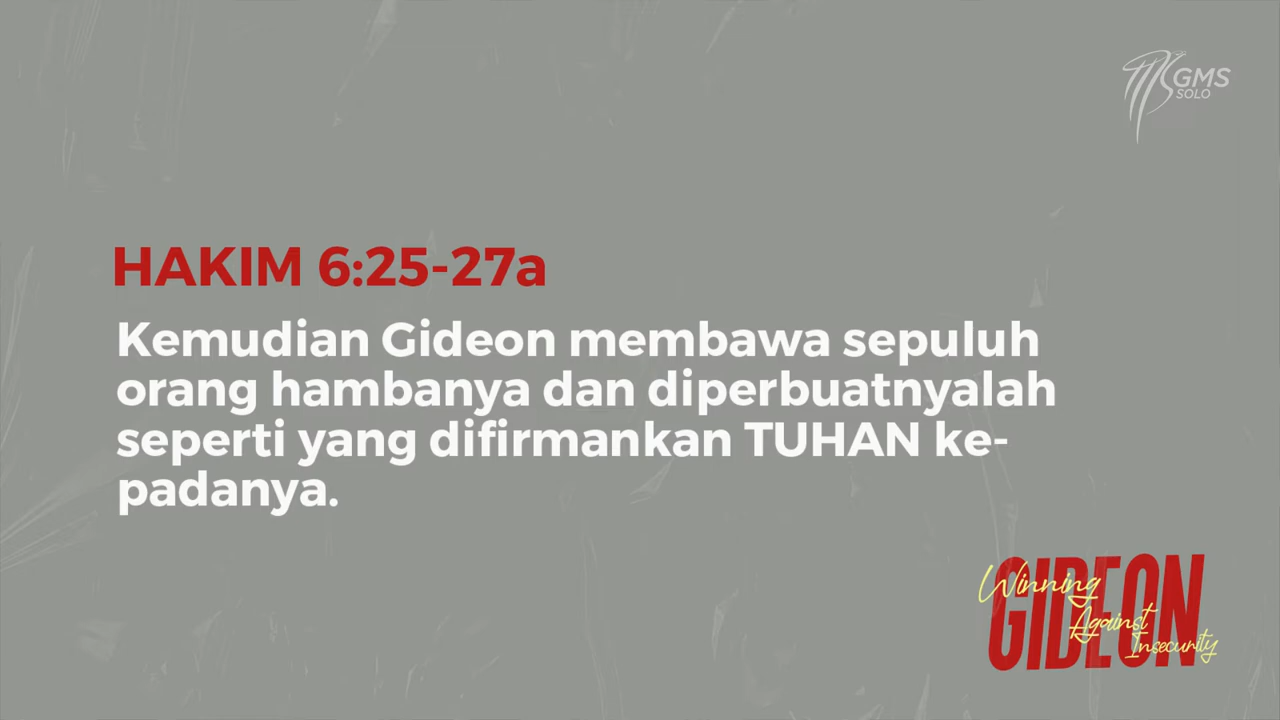 GMS
SOLO
HAKIM 6:25-27a
Kemudian Gideon membawa sepuluh
orang hambanya dan diperbuatnyalah
seperti yang difirmankan TUHAN ke-
padanya.
GIDEON
Winning
Against
Insecurity